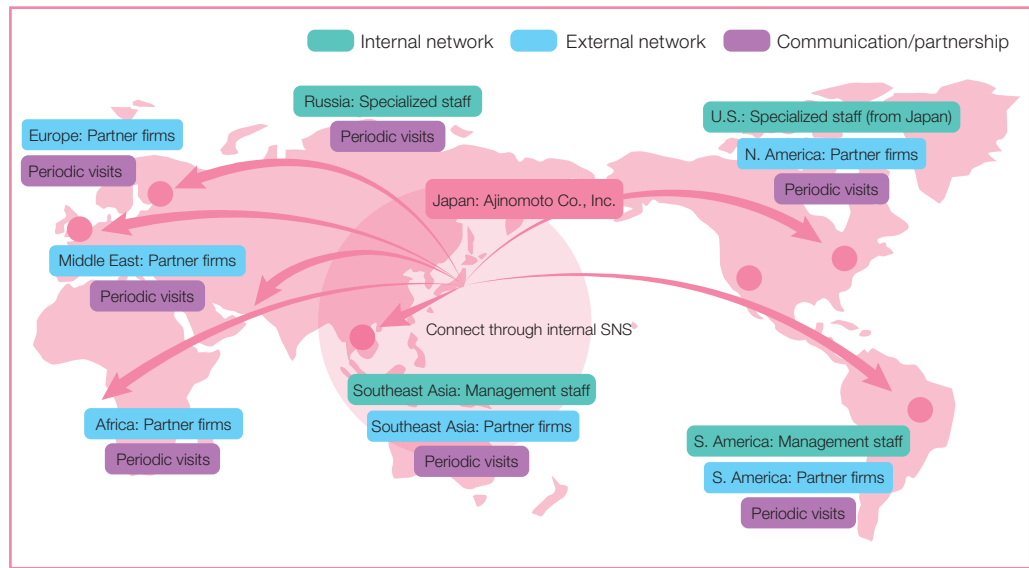 Internal network
External network
Communication/partnership
Russia: Specialized staff
Periodic visits
Europe: Partner firms
Periodic visits
U.S.: Specialized staff (from Japan)
N. America: Partner firms
Periodic visits
Japan: Ajinomoto Co., Inc.
Middle East: Partner firms
Periodic visits
Connect through internal SNS
Southeast Asia: Management staff
Southeast Asia: Partner firms
Periodic visits
Africa: Partner firms
Periodic visits
S. America: Management staff
S. America: Partner firms
Periodic visits